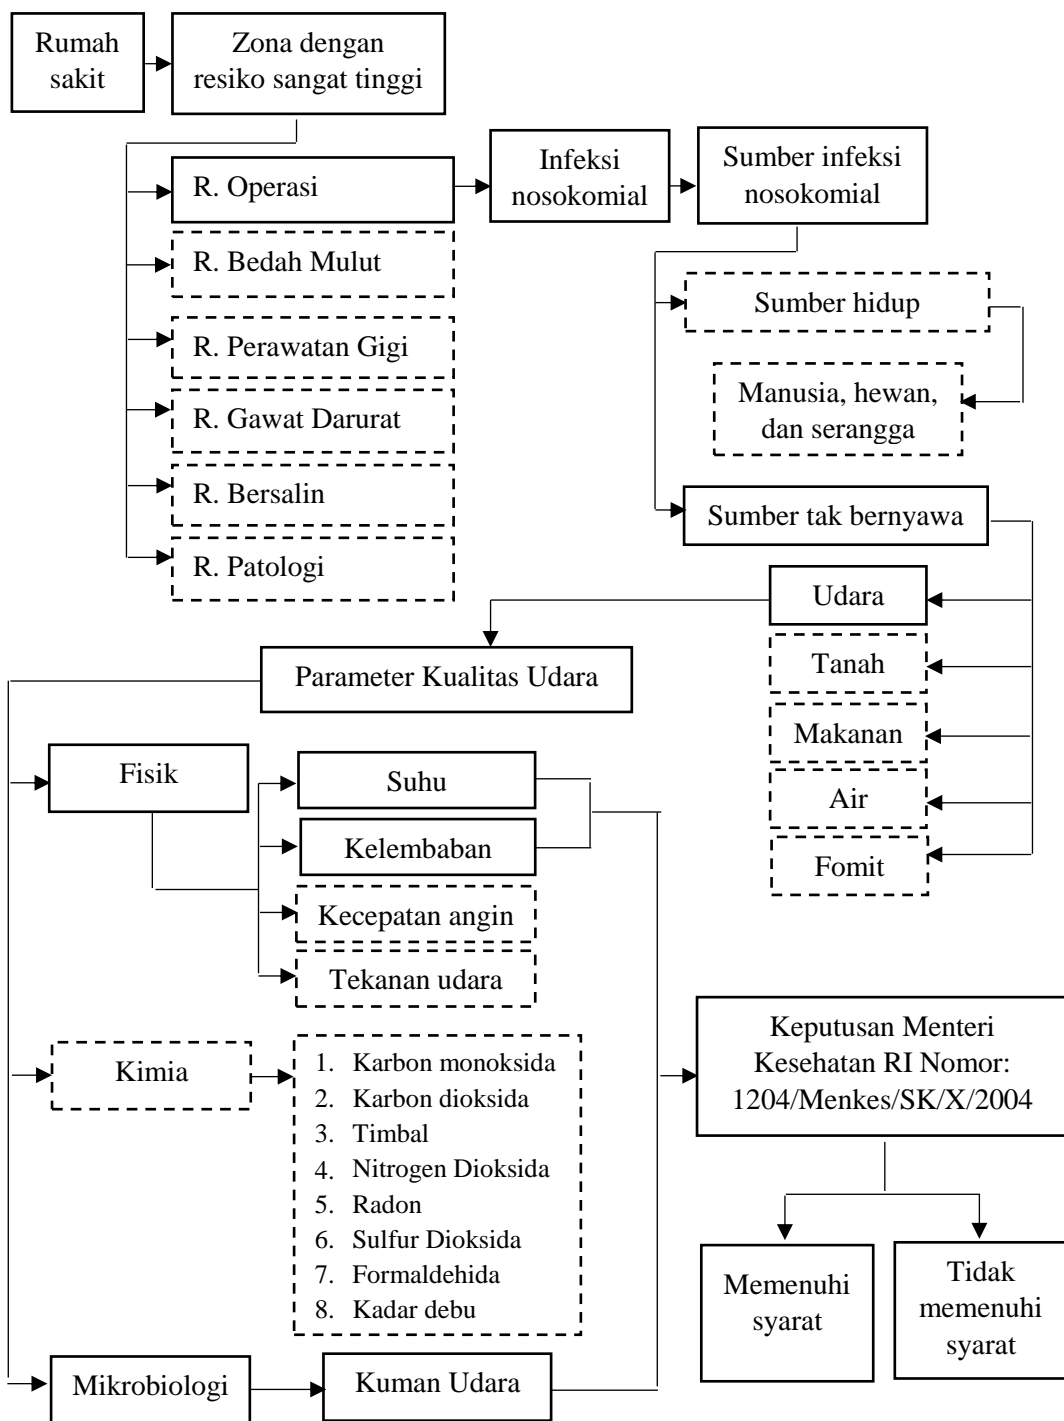 Rumah
sakit
Zona dengan
resiko sangat tinggi
R. Operasi
Infeksi
nosokomial
Sumber infeksi
nosokomial
R. Bedah Mulut
R. Perawatan Gigi
R. Gawat Darurat
R. Bersalin
R. Patologi
Sumber hidup
Manusia, hewan,
dan serangga
Sumber tak bernyawa
Udara
Tanah
Makanan
Air
Fomit
Parameter Kualitas Udara
Fisik
Suhu
Kelembaban
Kecepatan angin
Tekanan udara
Kimia
1. Karbon monoksida
2. Karbon dioksida
3. Timbal
4. Nitrogen Dioksida
5. Radon
6. Sulfur Dioksida
7. Formaldehida
8. Kadar debu
Mikrobiologi
Kuman Udara
Keputusan Menteri
Kesehatan RI Nomor:
1204/Menkes/SK/X/2004
Memenuhi
syarat
Tidak
memenuhi
syarat